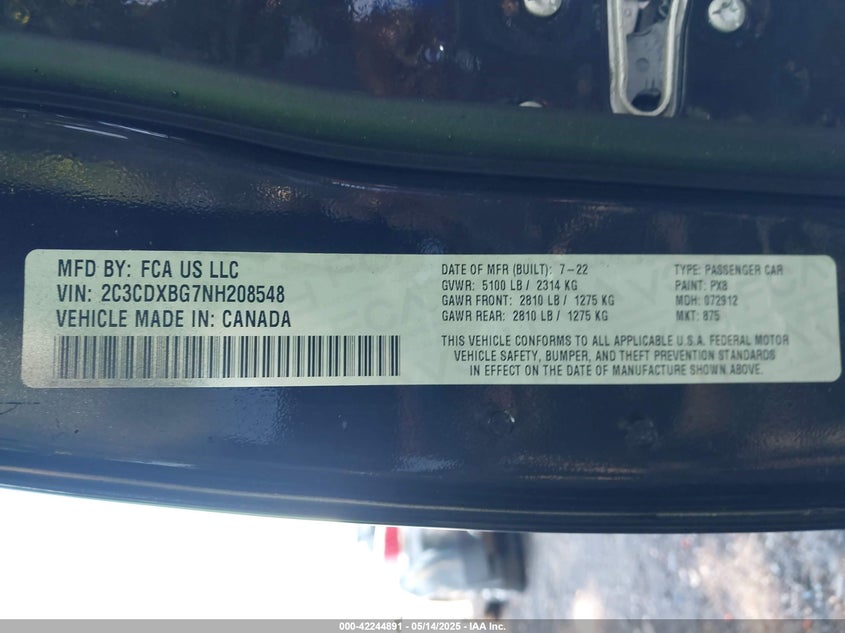 MFD BY: FCA US LLC
VIN: 2C3CDXBG7NH208548
VEHICLE MADE IN: CANADA
DATE OF MFR (BUILT): 7-22
GVWR: 5100 LB / 2314 KG
GAWR FRONT: 2810 LB / 1275 KG
GAWR REAR: 2810 LB / 1275 KG
TYPE: PASSENGER CAR
PAINT: PX8
MDH: 072912
MKT: 875
THIS VEHICLE CONFORMS TO ALL APPLICABLE U.S.A. FEDERAL MOTOR
VEHICLE SAFETY, BUMPER, AND THEFT PREVENTION STANDARDS
IN EFFECT ON THE DATE OF MANUFACTURE SHOWN ABOVE.
000-42244891 - 05/14/2025 - IAA Inc.